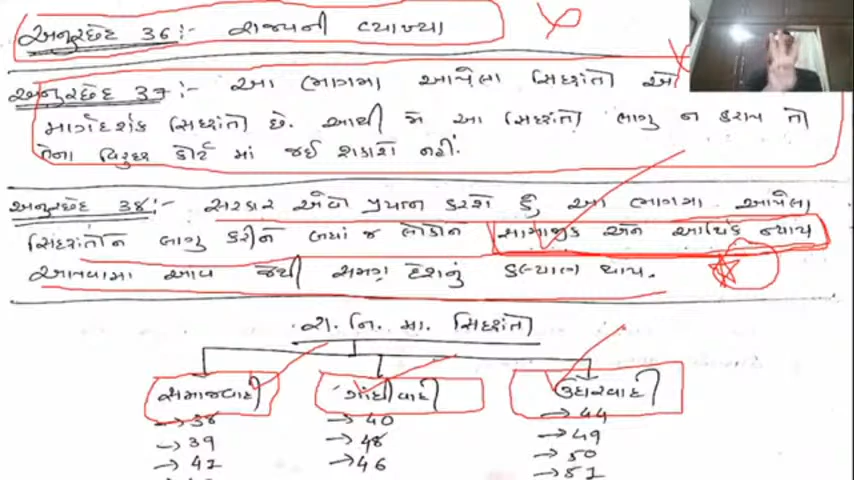 અનુચ્છેદ 36:- રાજ્યની વ્યાખ્યા
અનુચ્છેદ 37:- આ ભાગમા આપેલા સિદ્ધાંતો એ
માર્ગદર્શક સિદ્ધાંતો છે. આથી જે આ સિદ્ધાંતો લાગુ ન કરાય તો
તેના વિરુદ્ધ કોર્ટ માં જઈ શકાશે નહીં.
અનુચ્છેદ 38:- સરકાર એવો પ્રયાન કરશે કે આ ભાગમા આપેલા
સિદ્ધાંતોને લાગુ કરીને બધાં જ લોકોને સામાજીક અને આર્થિક ન્યાય
આપવામા આવે જેથી સમગ્ર દેશનું કલ્યાણ થાય.
રા. નિ. મા. સિદ્ધાંતો
સમાજવાદી ગાંધીવાદી ઉદારવાદી
→ 38 → 40 → 44
→ 39 → 48 → 49
→ 41 → 46 → 50
→ 51